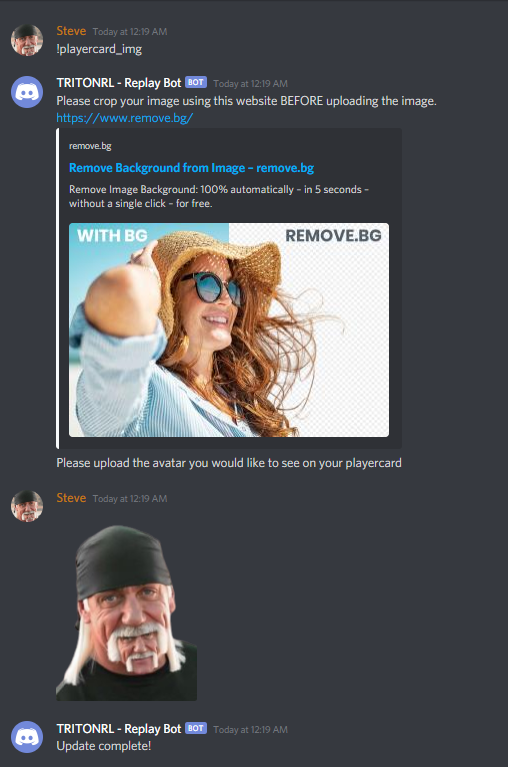 Steve Today at 12:19 AM
!playercard_img
TRITONRL - Replay Bot BOT Today at 12:19 AM
Please crop your image using this website BEFORE uploading the image.
https://www.remove.bg/
remove.bg
Remove Background from Image – remove.bg
Remove Image Background: 100% automatically – in 5 seconds –
without a single click – for free.
WITH BG REMOVE.BG
Please upload the avatar you would like to see on your playercard
Steve Today at 12:19 AM
TRITONRL - Replay Bot BOT Today at 12:19 AM
Update complete!